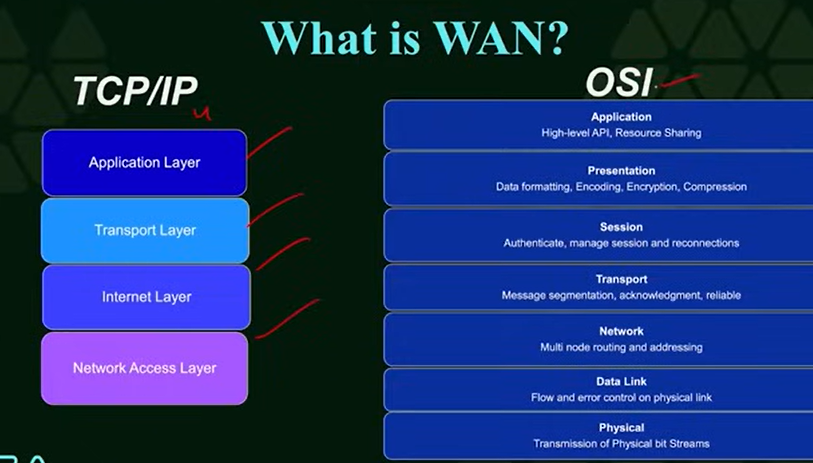 What is WAN?
TCP/IP
4
Application Layer
Transport Layer
Internet Layer
Network Access Layer
OSI
Application
High-level API, Resource Sharing
Presentation
Data formatting, Encoding, Encryption, Compression
Session
Authenticate, manage session and reconnections
Transport
Message segmentation, acknowledgment, reliable
Network
Multi node routing and addressing
Data Link
Flow and error control on physical link
Physical
Transmission of Physical bit Streams